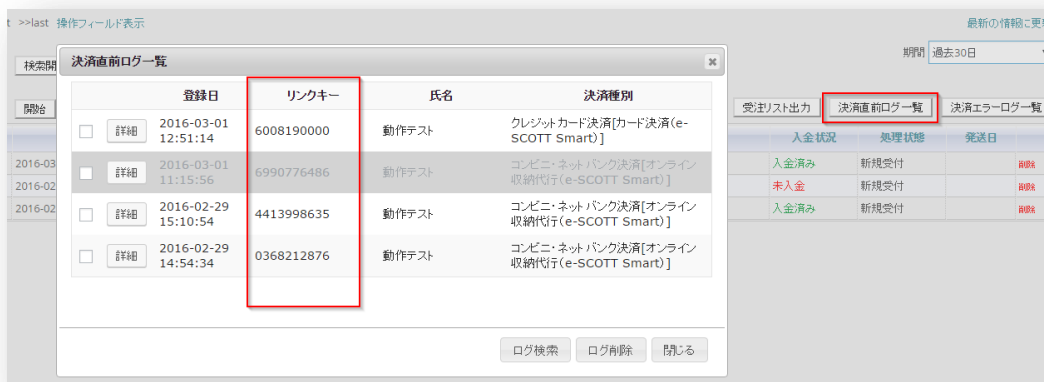 t >>last 操作フィールド表示
最新の情報に更新
検索開
期間 過去30日
決済直前ログ一覧
開始
受注リスト出力 決済直前ログ一覧 決済エラーログ一覧
登録日 リンクキー 氏名 決済種別
詳細 2016-03-01 12:51:14 6008190000 動作テスト クレジットカード決済[カード決済(e-
SCOTT Smart)]
詳細 2016-03-01 11:15:56 6990776486 動作テスト コンビニ・ネットバンク決済[オンライン
収納代行(e-SCOTT Smart)]
詳細 2016-02-29 15:10:54 4413998635 動作テスト コンビニ・ネットバンク決済[オンライン
収納代行(e-SCOTT Smart)]
詳細 2016-02-29 14:54:34 0368212876 動作テスト コンビニ・ネットバンク決済[オンライン
収納代行(e-SCOTT Smart)]
ログ検索 ログ削除 閉じる
入金状況 処理状態 発送日
2016-03 入金済み 新規受付 削除
2016-02 未入金 新規受付 削除
2016-02 入金済み 新規受付 削除